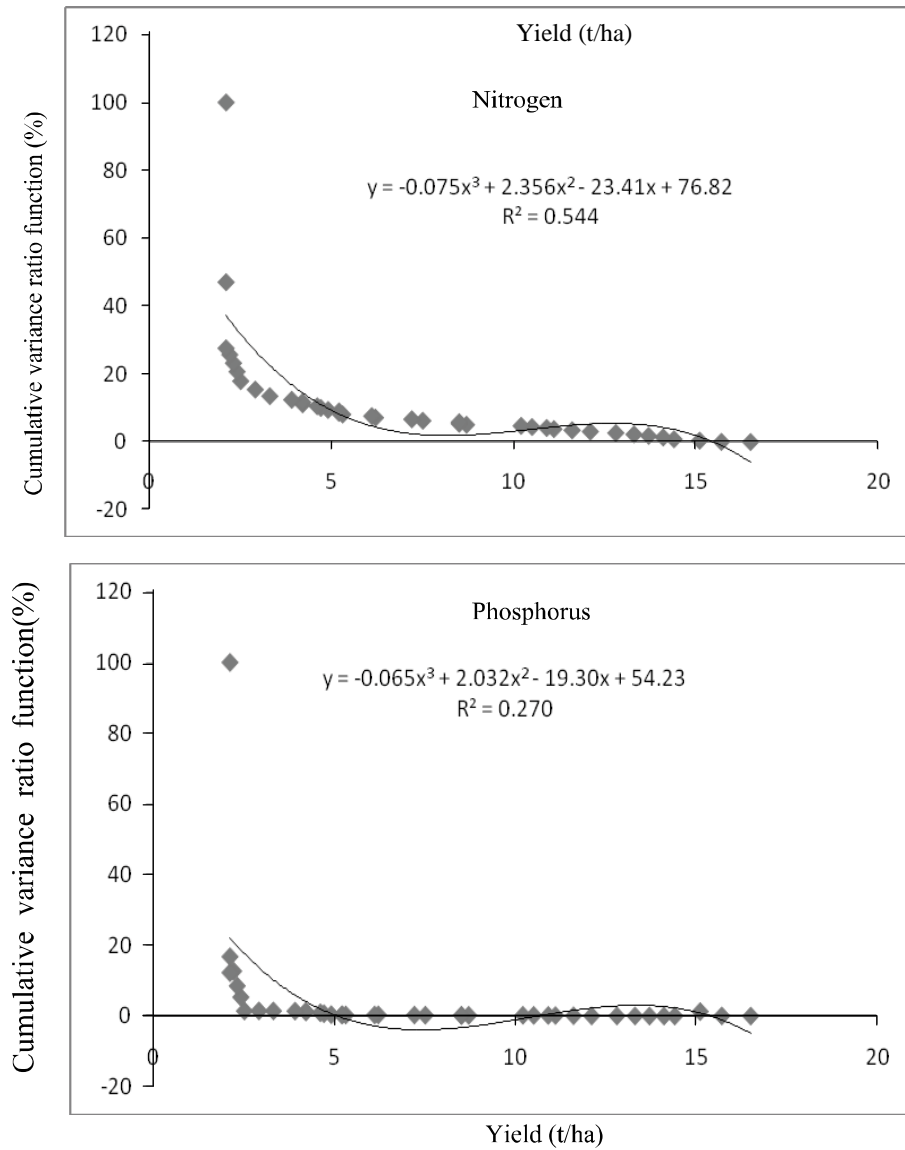 Yield (t/ha)
Nitrogen
y = -0.075x³ + 2.356x² - 23.41x + 76.82
R² = 0.544
Cumulative variance ratio function (%)
120
100
80
60
40
20
0
-20
0 5 10 15 20
Phosphorus
y = -0.065x³ + 2.032x² - 19.30x + 54.23
R² = 0.270
Cumulative variance ratio function(%)
120
100
80
60
40
20
0
-20
0 5 10 15 20
Yield (t/ha)